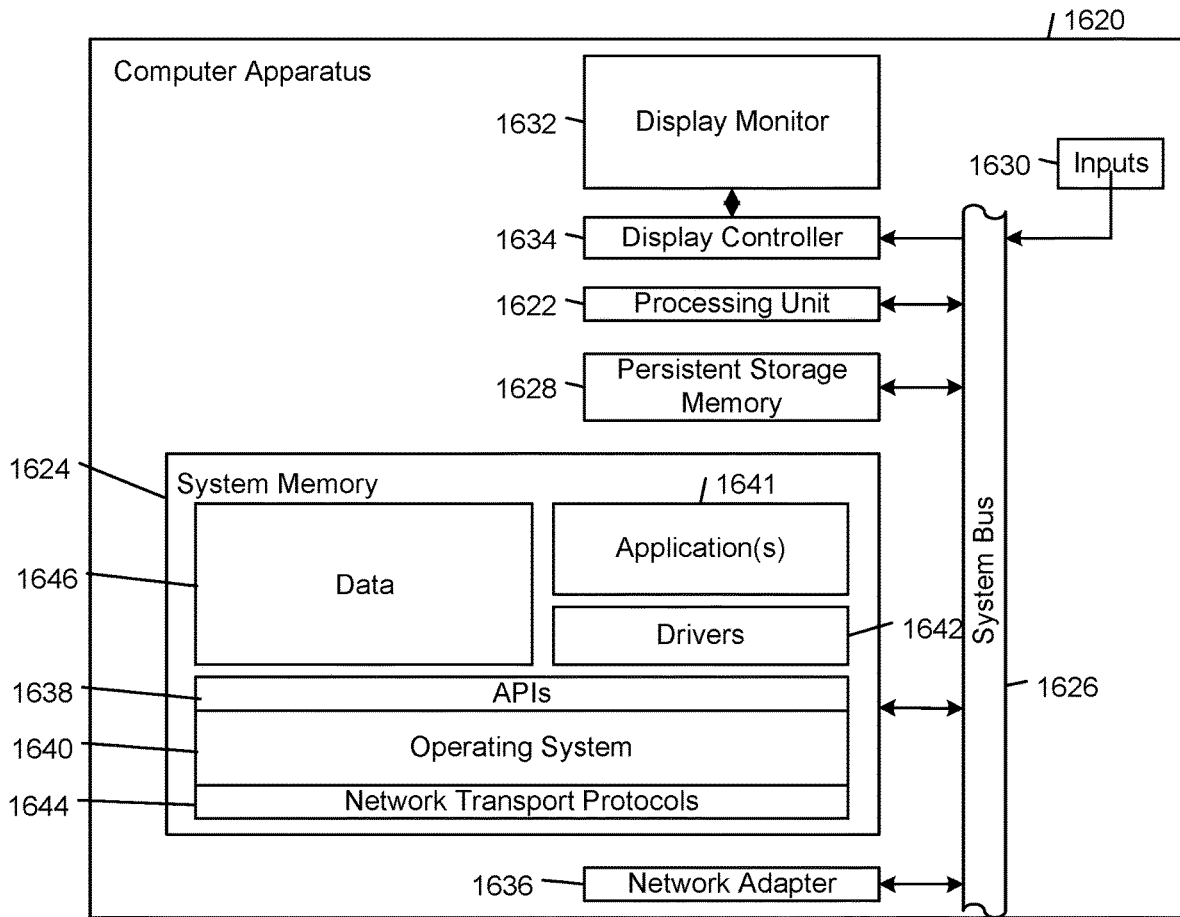 1620
Computer Apparatus
Display Monitor
1632
1630
Inputs
1634
Display Controller
1622
Processing Unit
1628
Persistent Storage
Memory
1624
System Memory
1641
Application(s)
1646
Data
Drivers
1642
System Bus
1626
1638
APIs
1640
Operating System
1644
Network Transport Protocols
1636
Network Adapter